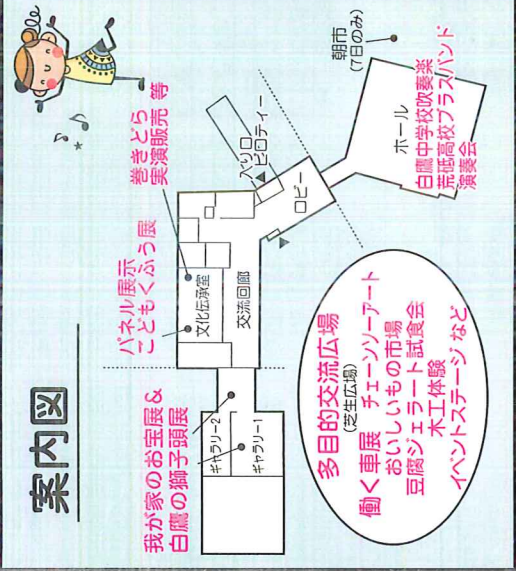 案内図
我が家のお宝展&
白鷹の獅子頭展
ギャラリー2
ギャラリー1
パネル展示
こどもくふう展
巻きどら
実演販売 等
文化伝承室
交流回廊
入り口
ピロティー
ロビー
朝市
(7日のみ)
ホール
白鷹中学校吹奏楽
荒砥高校ブラスバンド
演奏会
多目的交流広場
(芝生広場)
働く車展 チェーンソーアート
おいしいもの市場
豆腐ジェラート試食会
木工体験
イベントステージ など